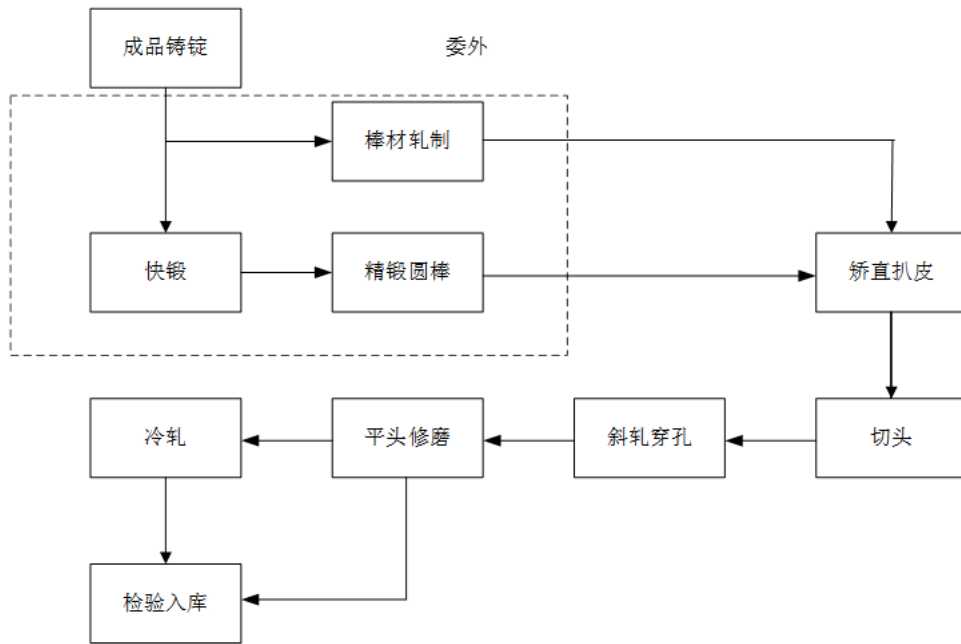 成品铸锭
委外
棒材轧制
快锻
精锻圆棒
矫直扒皮
冷轧
平头修磨
斜轧穿孔
切头
检验入库